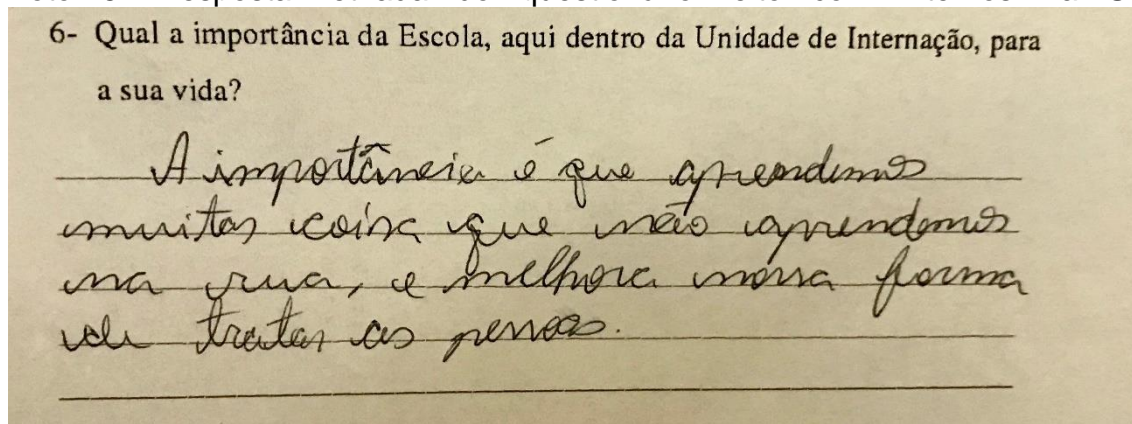 6- Qual a importância da Escola, aqui dentro da Unidade de Internação, para
a sua vida?
A importância é que aprendemos
muitas coisa que não aprendemos
na rua, e melhora nossa forma
de tratar as pessoas.